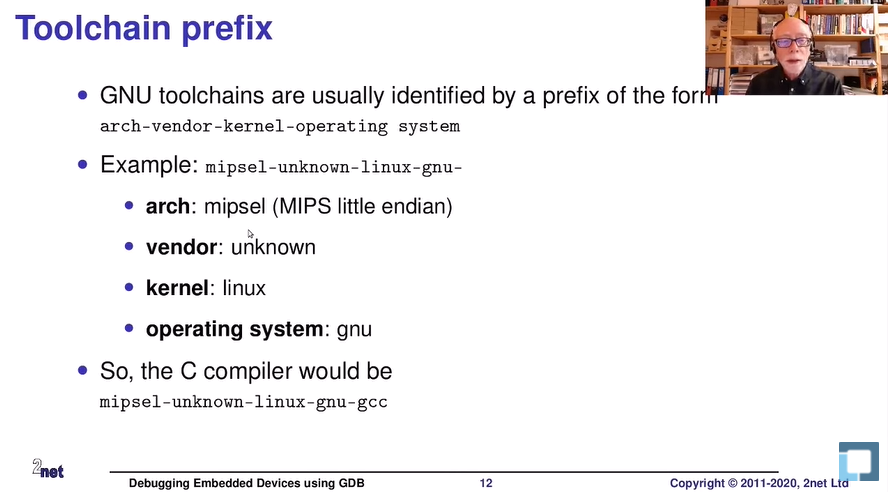 Toolchain prefix
• GNU toolchains are usually identified by a prefix of the form
arch-vendor-kernel-operating system
• Example: mipsel-unknown-linux-gnu-
• arch: mipsel (MIPS little endian)
• vendor: unknown
• kernel: linux
• operating system: gnu
• So, the C compiler would be
mipsel-unknown-linux-gnu-gcc
2net
Debugging Embedded Devices using GDB
12
Copyright © 2011-2020, 2net Ltd